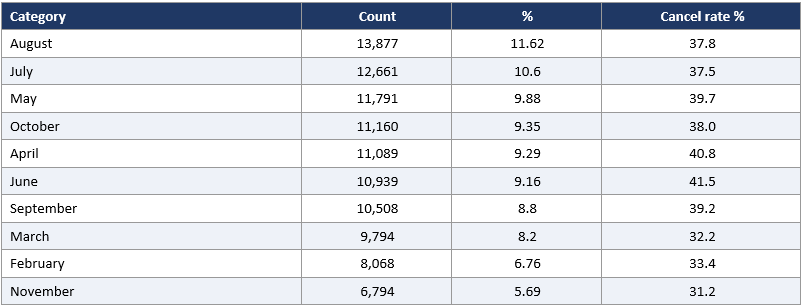 Category Count % Cancel rate %
August 13,877 11.62 37.8
July 12,661 10.6 37.5
May 11,791 9.88 39.7
October 11,160 9.35 38.0
April 11,089 9.29 40.8
June 10,939 9.16 41.5
September 10,508 8.8 39.2
March 9,794 8.2 32.2
February 8,068 6.76 33.4
November 6,794 5.69 31.2